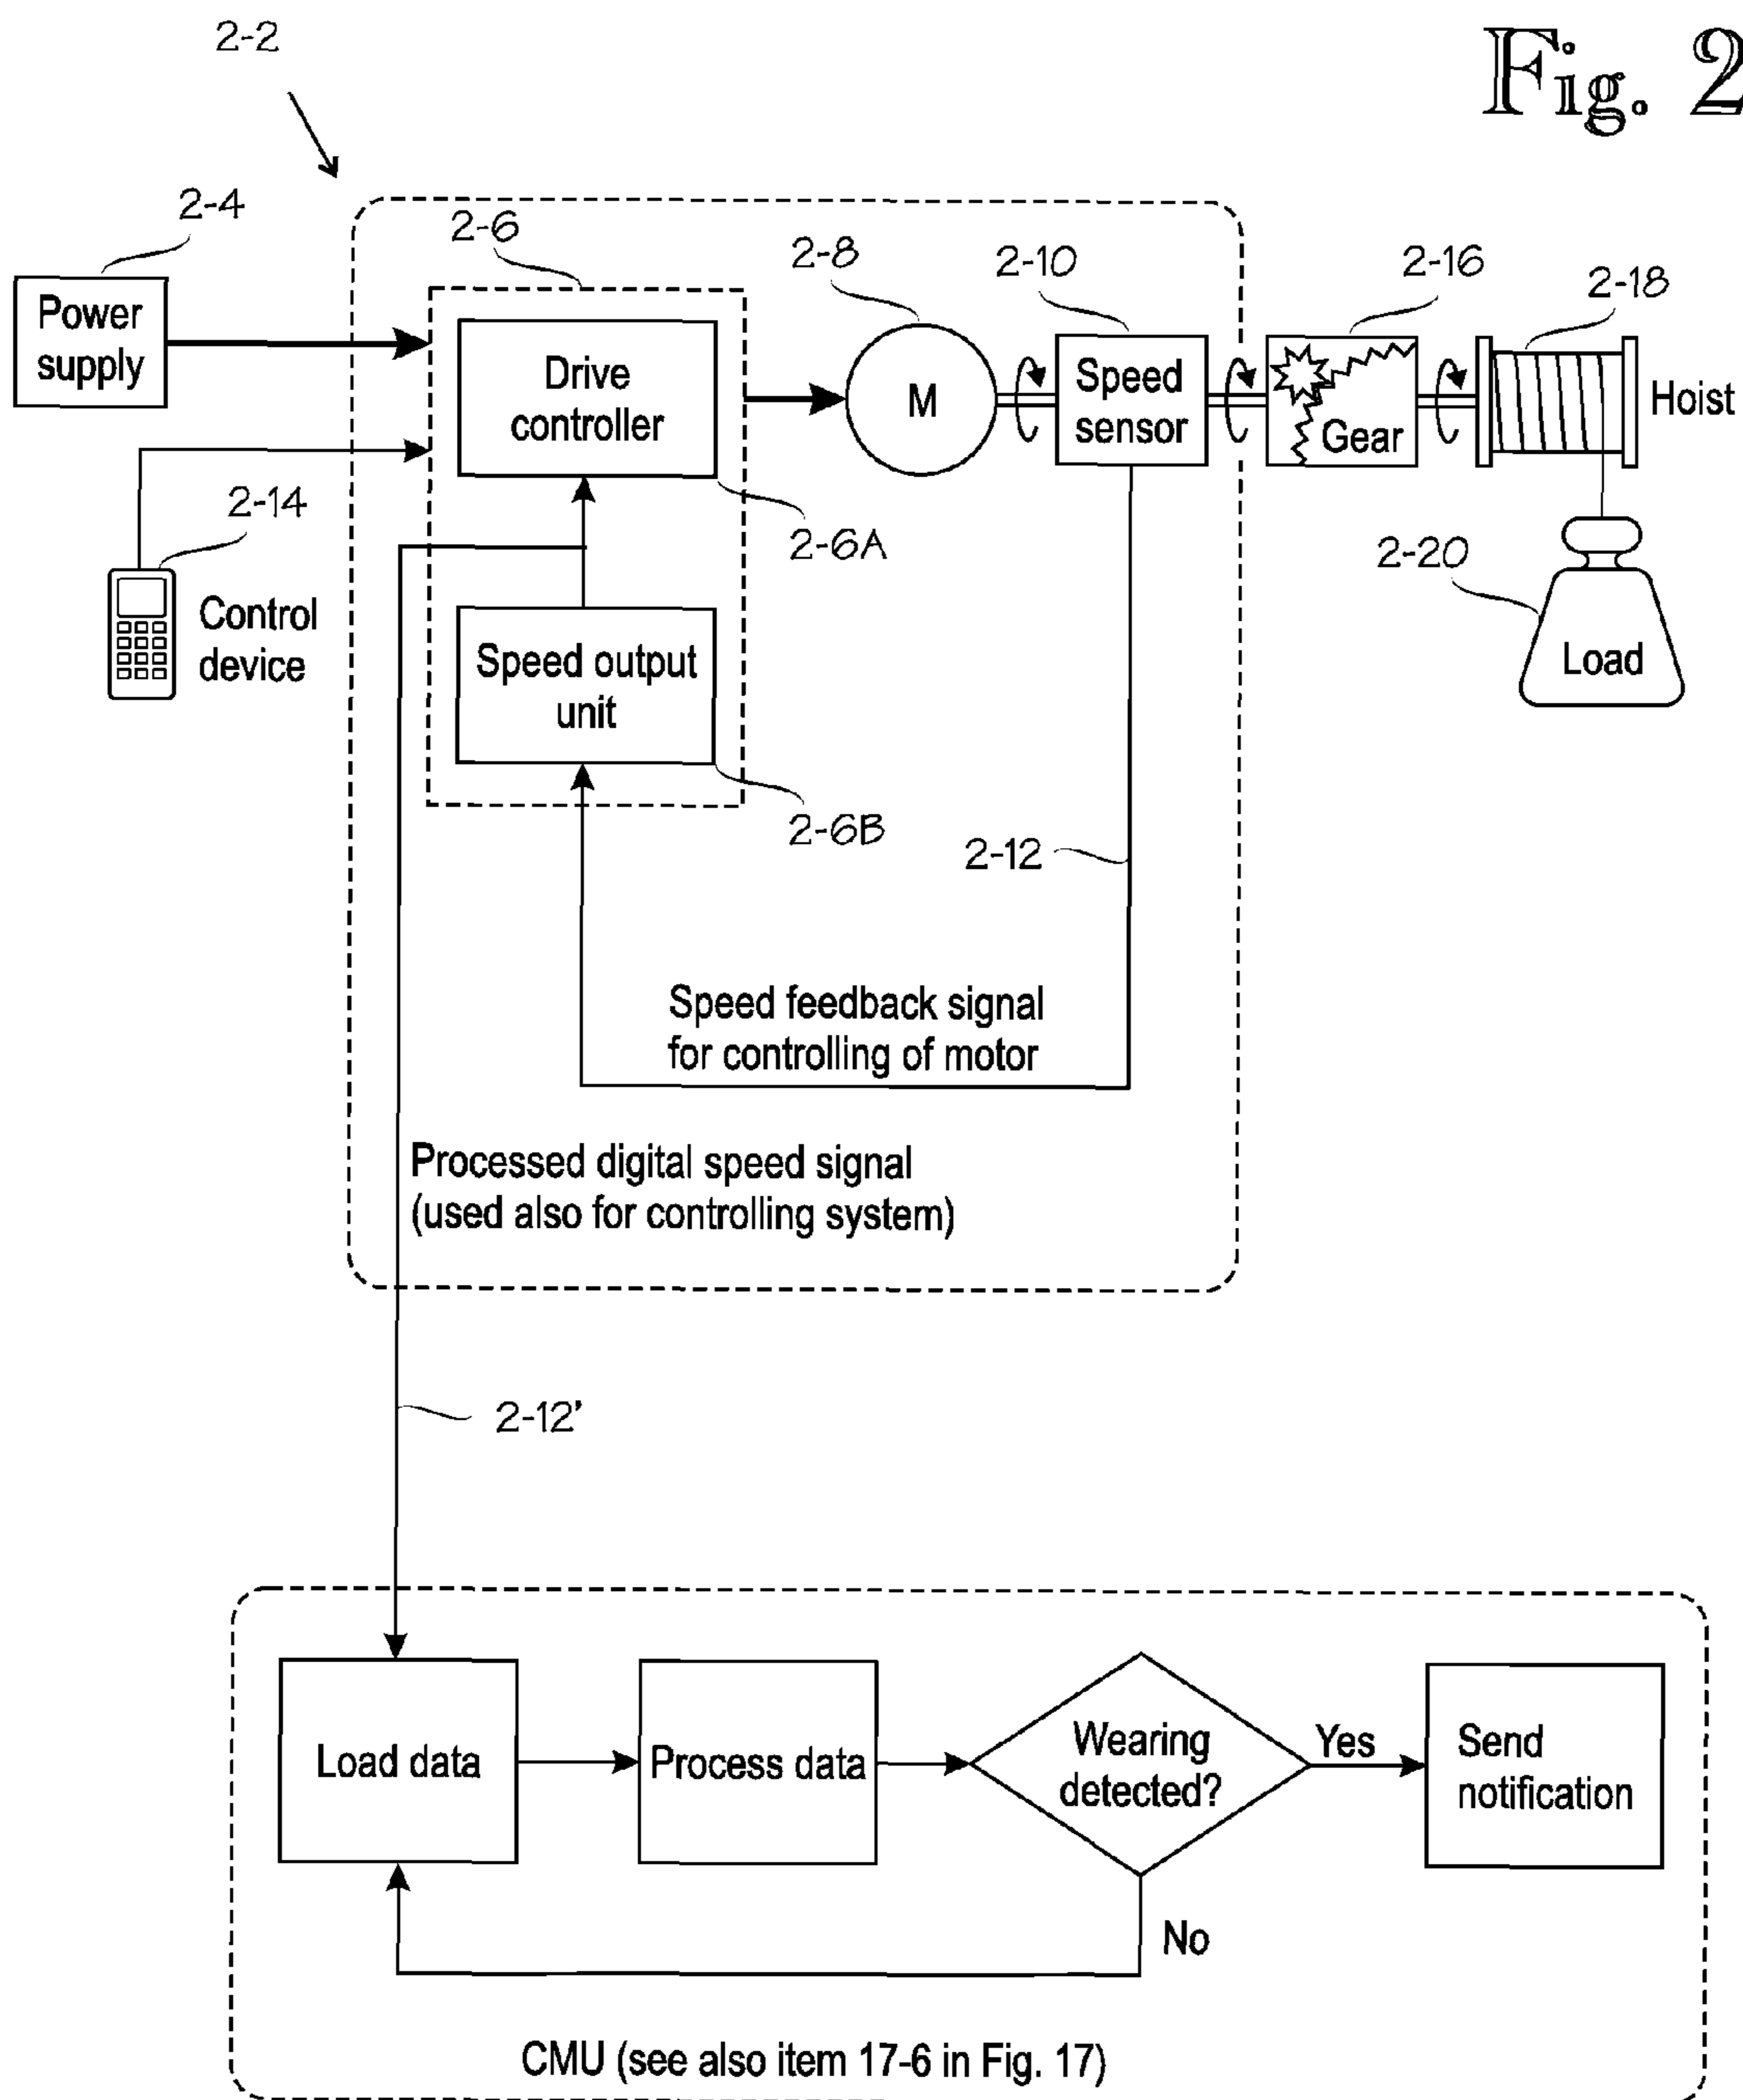 Fig. 2
2-2
2-4
2-6
2-8
2-10
2-16
2-18
Power
supply
Drive
controller
M
Speed
sensor
Gear
Hoist
2-14
2-6A
2-20
Control
device
Speed output
unit
Load
2-6B
2-12
Speed feedback signal
for controlling of motor
Processed digital speed signal
(used also for controlling system)
2-12'
Load data
Process data
Wearing
detected?
Yes
Send
notification
No
CMU (see also item 17-6 in Fig. 17)